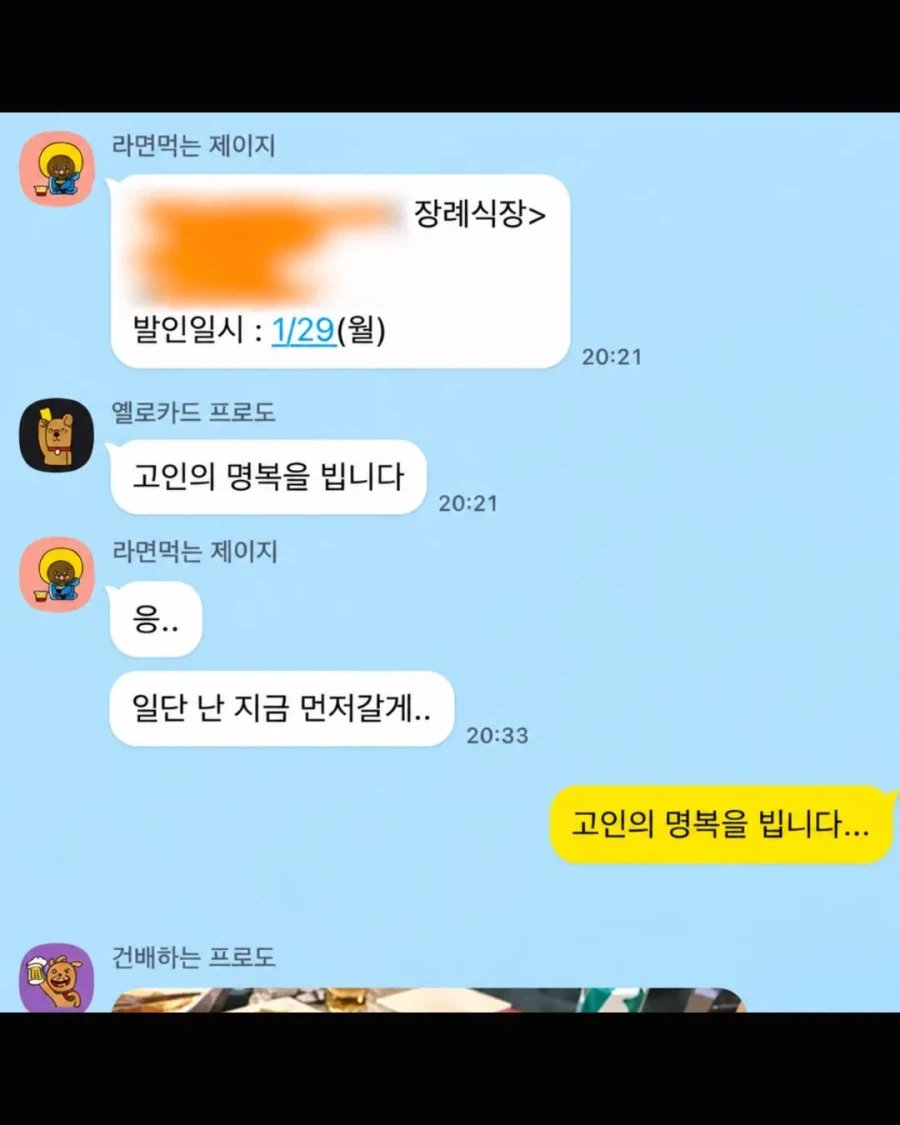 라면먹는 제이지
장례식장>
발인일시 : 1/29(월)
20:21
옐로카드 프로도
고인의 명복을 빕니다
20:21
라면먹는 제이지
응..
일단 난 지금 먼저갈게..
20:33
고인의 명복을 빕니다...
건배하는 프로도